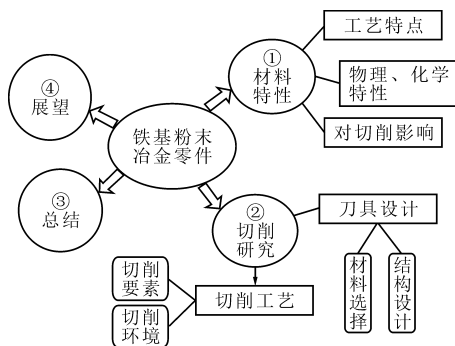 铁基粉末
冶金零件
①
材料
特性
工艺特点
物理、化学
特性
对切削影响
②
切削
研究
刀具设计
材料选择
结构设计
切削工艺
切削
要素
切削
环境
③
总结
④
展望